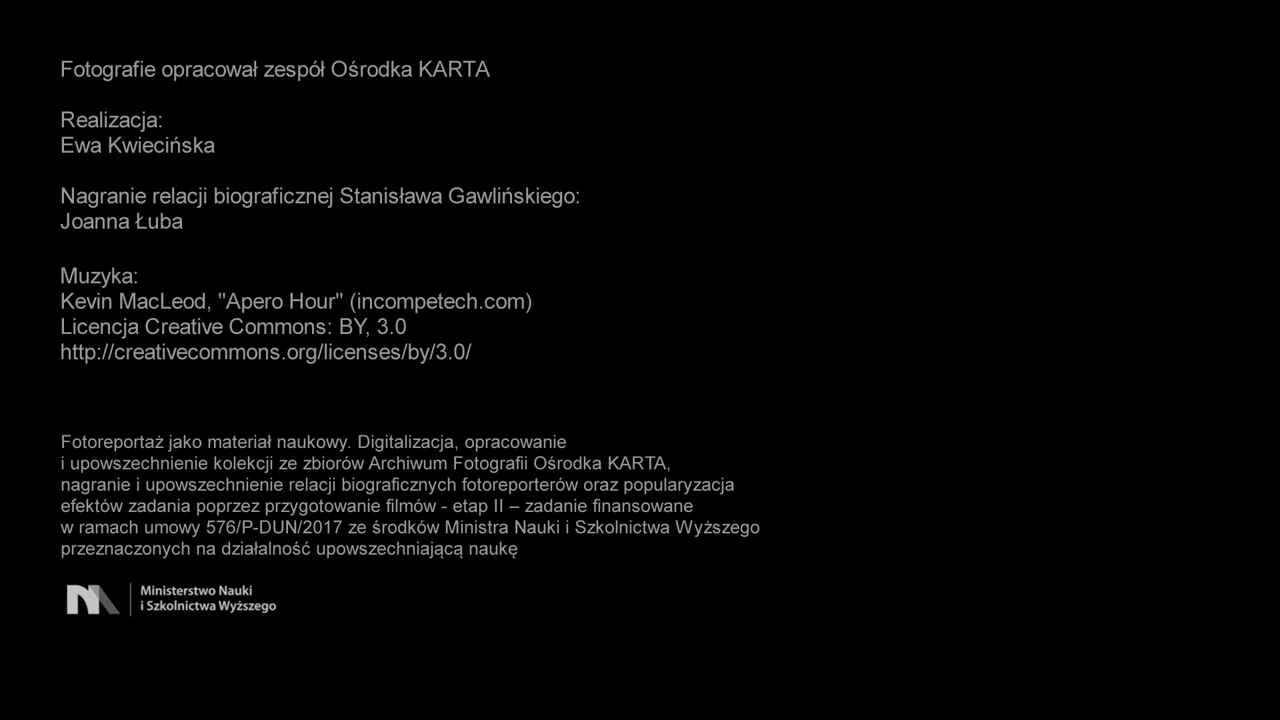 Fotografie opracował zespół Ośrodka KARTA
Realizacja:
Ewa Kwiecińska
Nagranie relacji biograficznej Stanisława Gawlińskiego:
Joanna Łuba
Muzyka:
Kevin MacLeod, "Apero Hour" (incompetech.com)
Licencja Creative Commons: BY, 3.0
http://creativecommons.org/licenses/by/3.0/
Fotoreportaż jako materiał naukowy. Digitalizacja, opracowanie
i upowszechnienie kolekcji ze zbiorów Archiwum Fotografii Ośrodka KARTA,
nagranie i upowszechnienie relacji biograficznych fotoreporterów oraz popularyzacja
efektów zadania poprzez przygotowanie filmów - etap II – zadanie finansowane
w ramach umowy 576/P-DUN/2017 ze środków Ministra Nauki i Szkolnictwa Wyższego
przeznaczonych na działalność upowszechniającą naukę
Ministerstwo Nauki
i Szkolnictwa Wyższego